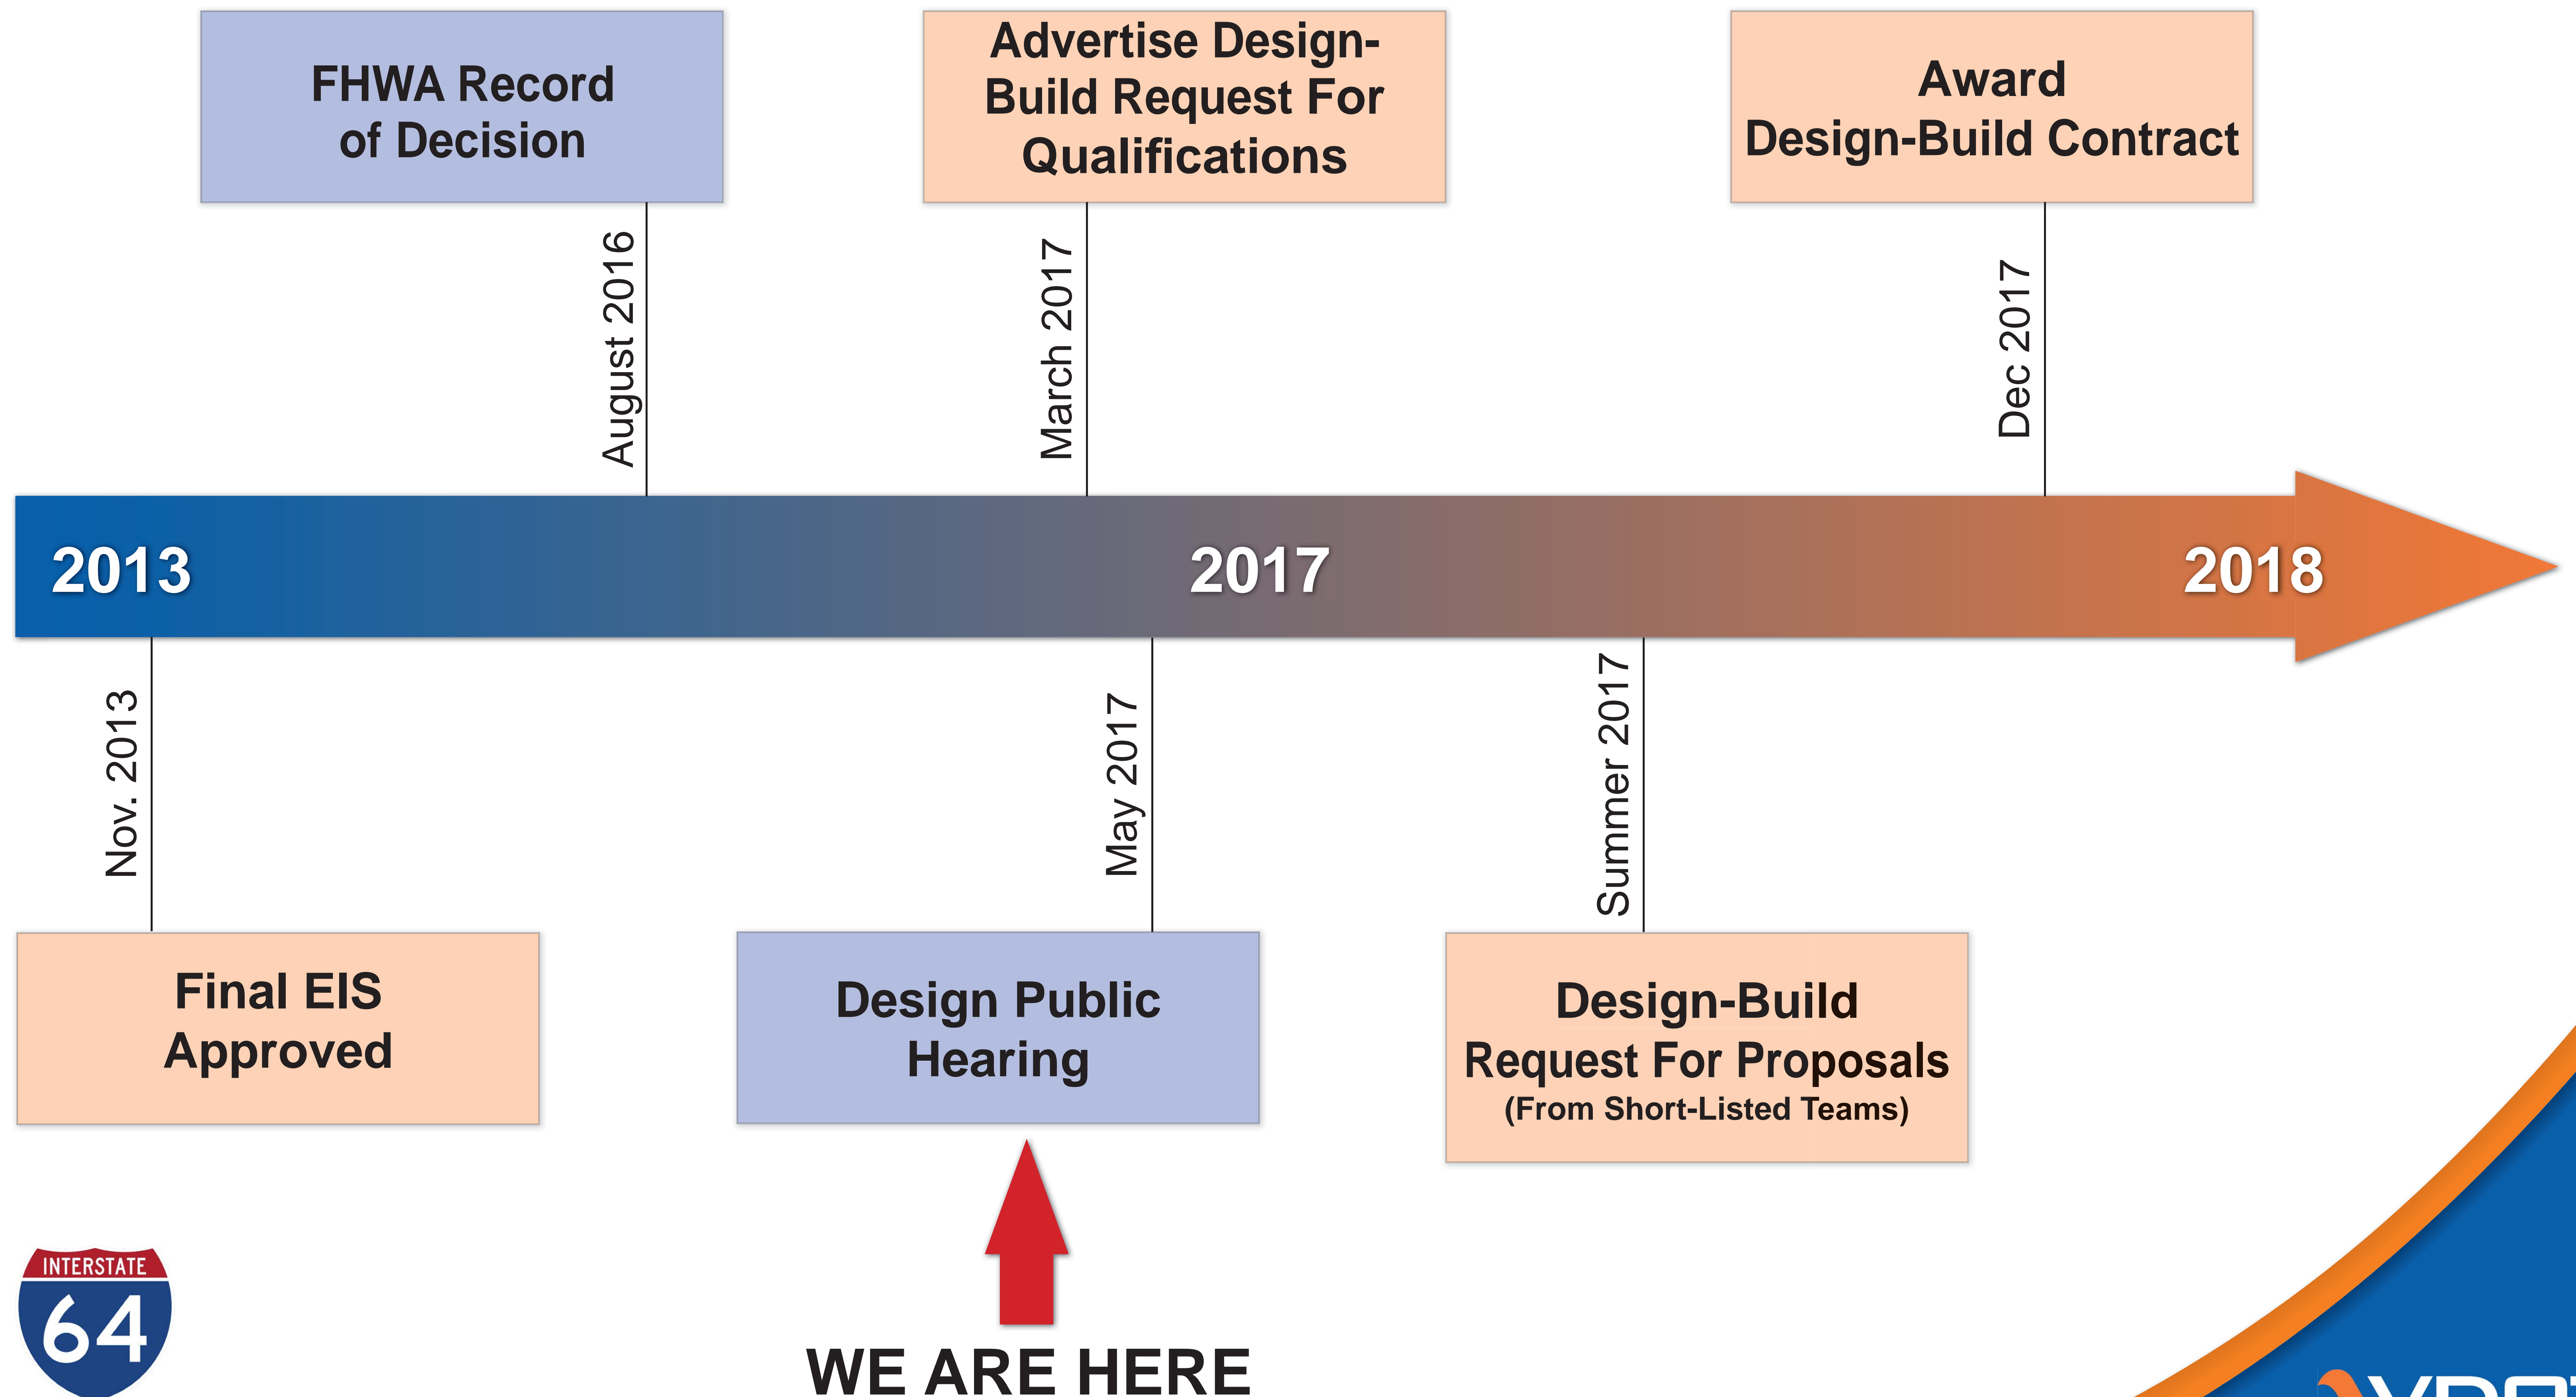 FHWA Record
of Decision
Advertise Design-
Build Request For
Qualifications
Award
Design-Build Contract
August 2016
March 2017
Dec 2017
2013
2017
2018
Nov. 2013
May 2017
Summer 2017
Final EIS
Approved
Design Public
Hearing
Design-Build
Request For Proposals
(From Short-Listed Teams)
INTERSTATE
64
WE ARE HERE